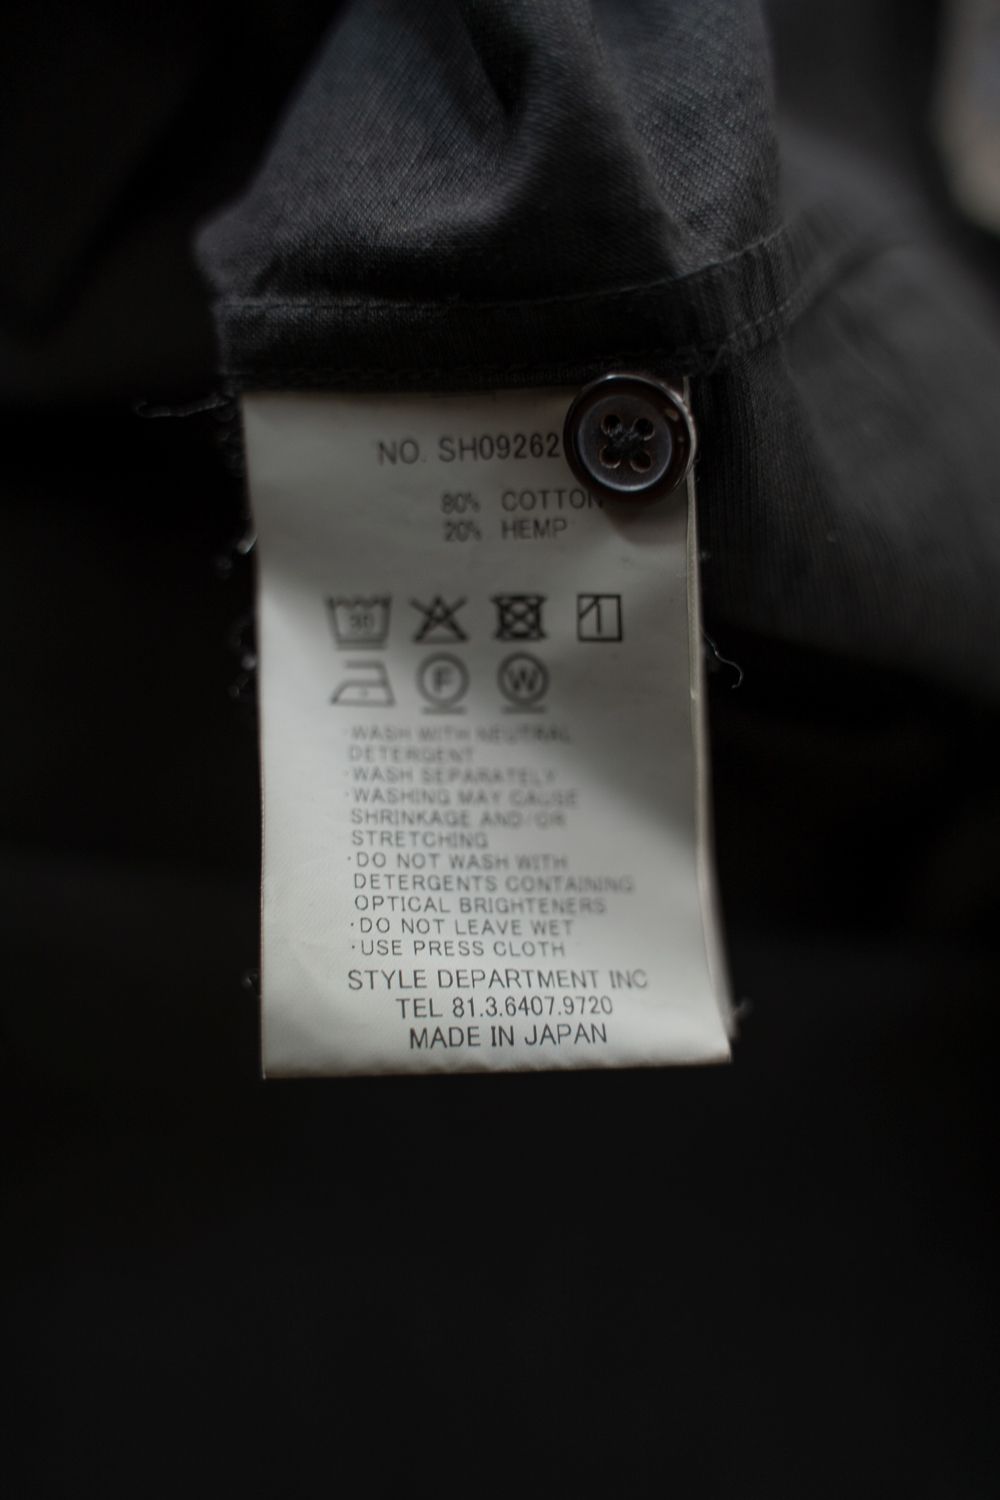 NO. SH09262
80% COTTON
20% HEMP
30
F W
·WASH WITH NEUTRAL
DETERGENT
·WASH SEPARATELY
·WASHING MAY CAUSE
SHRINKAGE AND/OR
STRETCHING
·DO NOT WASH WITH
DETERGENTS CONTAINING
OPTICAL BRIGHTENERS
·DO NOT LEAVE WET
·USE PRESS CLOTH
STYLE DEPARTMENT INC
TEL 81.3.6407.9720
MADE IN JAPAN